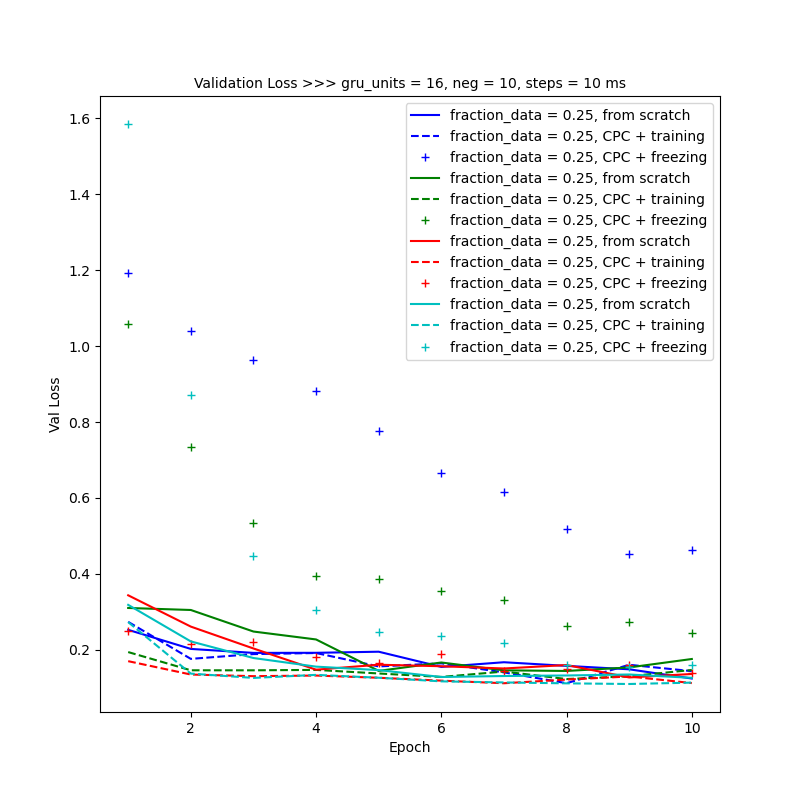 Validation Loss >>> gru_units = 16, neg = 10, steps = 10 ms
fraction_data = 0.25, from scratch
fraction_data = 0.25, CPC + training
fraction_data = 0.25, CPC + freezing
fraction_data = 0.25, from scratch
fraction_data = 0.25, CPC + training
fraction_data = 0.25, CPC + freezing
fraction_data = 0.25, from scratch
fraction_data = 0.25, CPC + training
fraction_data = 0.25, CPC + freezing
fraction_data = 0.25, from scratch
fraction_data = 0.25, CPC + training
fraction_data = 0.25, CPC + freezing
Val Loss
1.6
1.4
1.2
1.0
0.8
0.6
0.4
0.2
2 4 6 8 10
Epoch